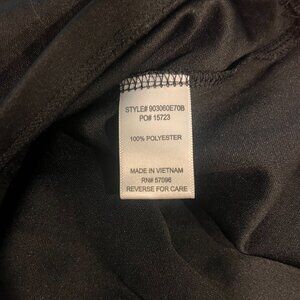 STYLE# 903060E70B
PO# 15723
100% POLYESTER
MADE IN VIETNAM
RN# 57096
REVERSE FOR CARE